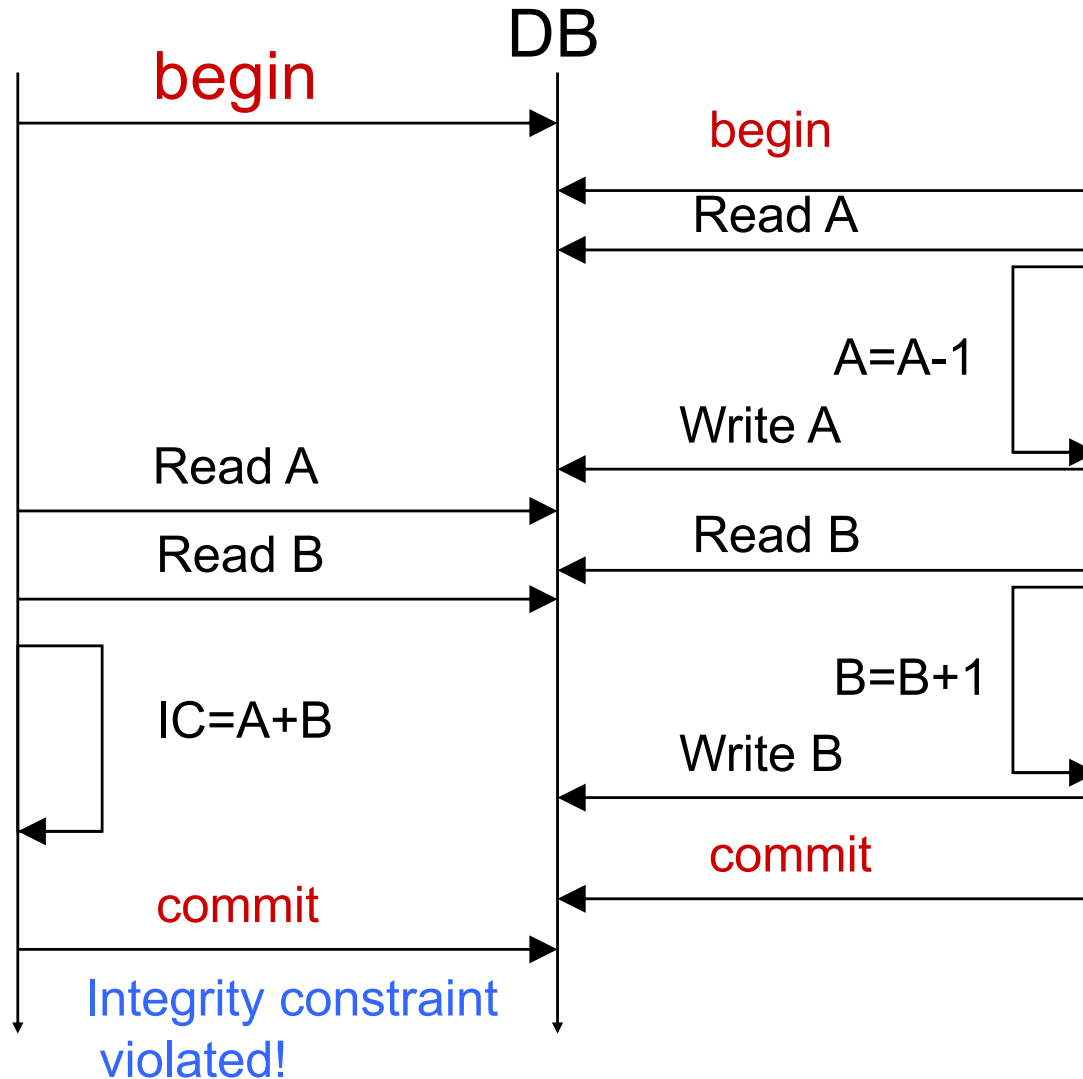 DB
begin
begin
Read A
A=A-1
Write A
Read A
Read B
Read B
B=B+1
IC=A+B
Write B
commit
commit
Integrity constraint
violated!